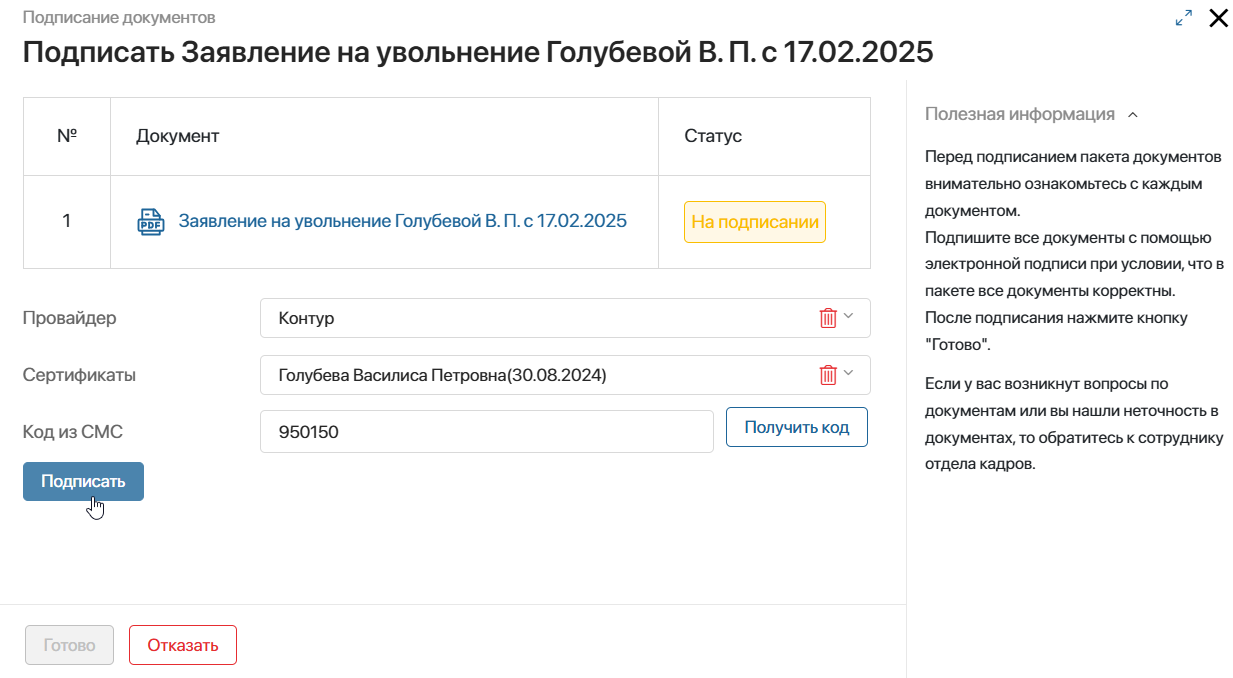 Подписание документов
Подписать Заявление на увольнение Голубевой В. П. с 17.02.2025
№ Документ Статус
1 PDF Заявление на увольнение Голубевой В. П. с 17.02.2025 На подписании
Провайдер Контур
Сертификаты Голубева Василиса Петровна(30.08.2024)
Код из СМС 950150 Получить код
Подписать
Готово Отказать
Полезная информация
Перед подписанием пакета документов
внимательно ознакомьтесь с каждым
документом.
Подпишите все документы с помощью
электронной подписи при условии, что в
пакете все документы корректны.
После подписания нажмите кнопку
"Готово".
Если у вас возникнут вопросы по
документам или вы нашли неточность в
документах, то обратитесь к сотруднику
отдела кадров.